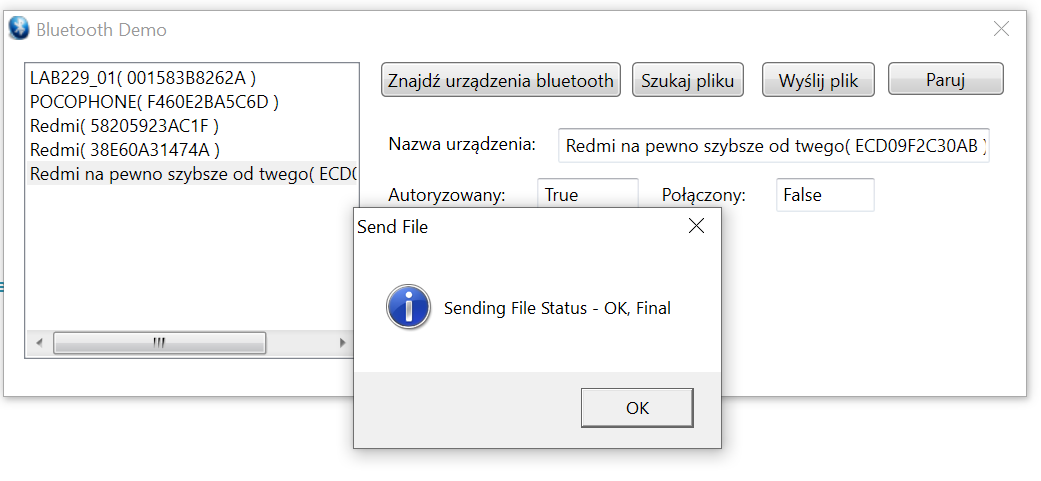 Bluetooth Demo
LAB229_01( 001583B8262A )
POCOPHONE( F460E2BA5C6D )
Redmi( 58205923AC1F )
Redmi( 38E60A31474A )
Redmi na pewno szybsze od twego( ECD0
Znajdź urządzenia bluetooth
Szukaj pliku
Wyślij plik
Paruj
Nazwa urządzenia: Redmi na pewno szybsze od twego( ECD09F2C30AB )
Autoryzowany: True Połączony: False
Send File
Sending File Status - OK, Final
OK